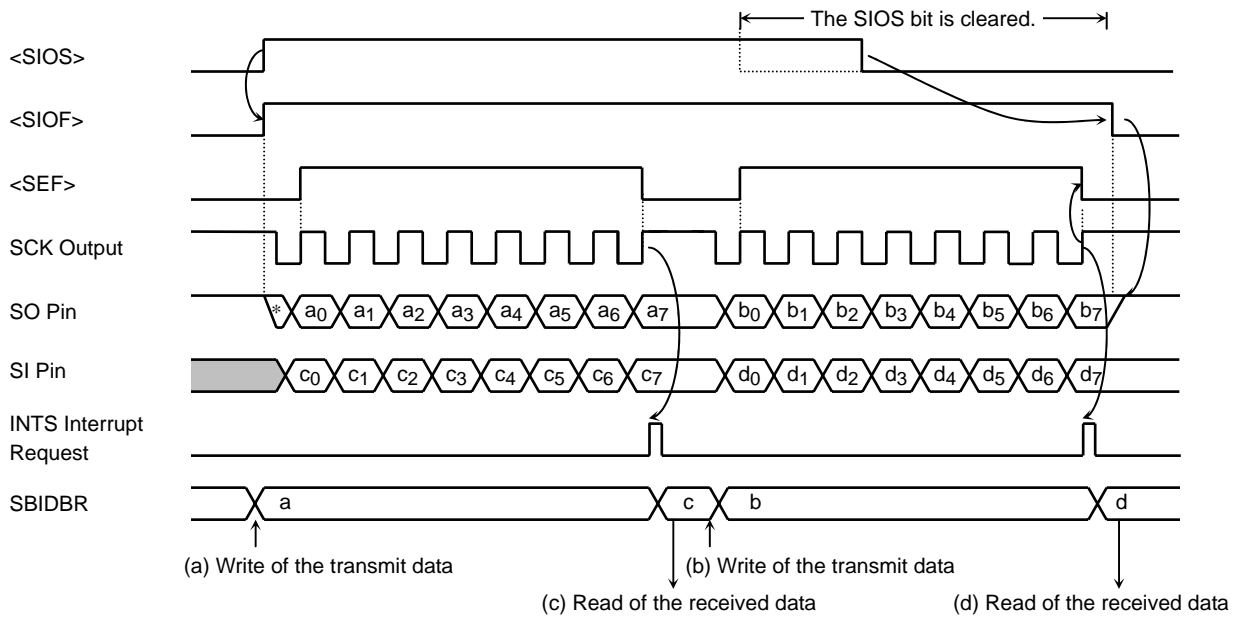 The SIOS bit is cleared.
<SIOS>
<SIOF>
<SEF>
SCK Output
SO Pin
* a0 a1 a2 a3 a4 a5 a6 a7 b0 b1 b2 b3 b4 b5 b6 b7
SI Pin
c0 c1 c2 c3 c4 c5 c6 c7 d0 d1 d2 d3 d4 d5 d6 d7
INTS Interrupt
Request
SBIDBR
a c b d
(a) Write of the transmit data (b) Write of the transmit data
(c) Read of the received data (d) Read of the received data